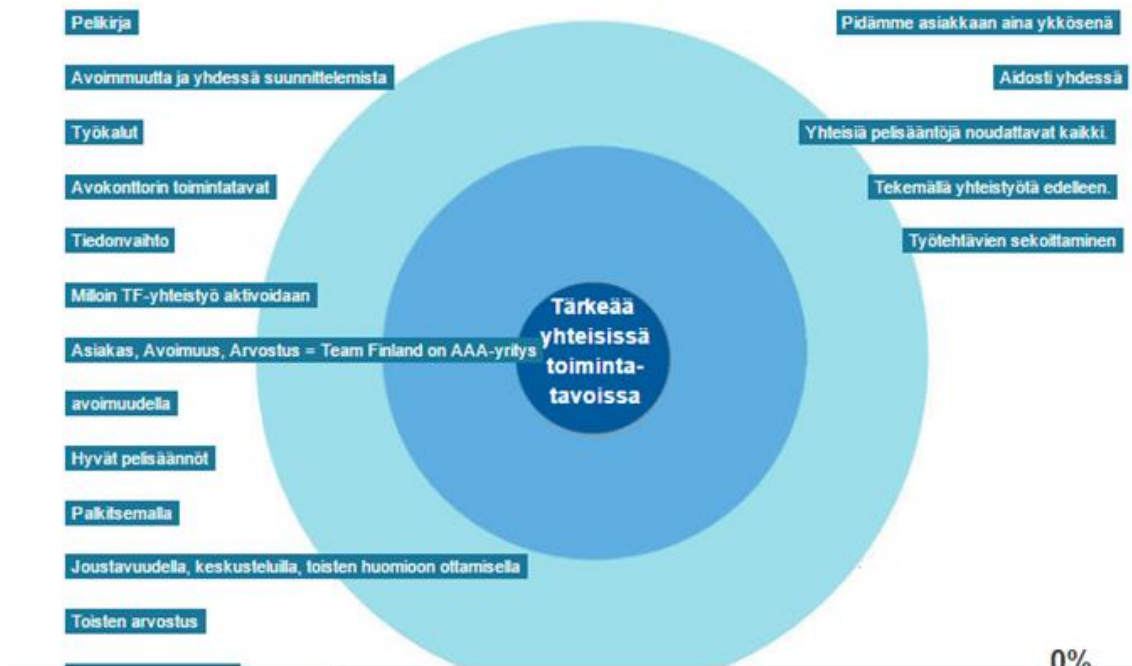 Pelikirja
Avoimmuutta ja yhdessä suunnittelemista
Työkalut
Avokonttorin toimintatavat
Tiedonvaihto
Milloin TF-yhteistyö aktivoidaan
Asiakas, Avoimuus, Arvostus = Team Finland on AAA-yritys
avoimuudella
Hyvät pelisäännöt
Palkitsemalla
Joustavuudella, keskusteluilla, toisten huomioon ottamisella
Toisten arvostus
Tärkeää
yhteisissä
toiminta-
tavoissa
Pidämme asiakkaan aina ykkösenä
Aidosti yhdessä
Yhteisiä pelisääntöjä noudattavat kaikki.
Tekemällä yhteistyötä edelleen.
Työtehtävien sekoittaminen
0%